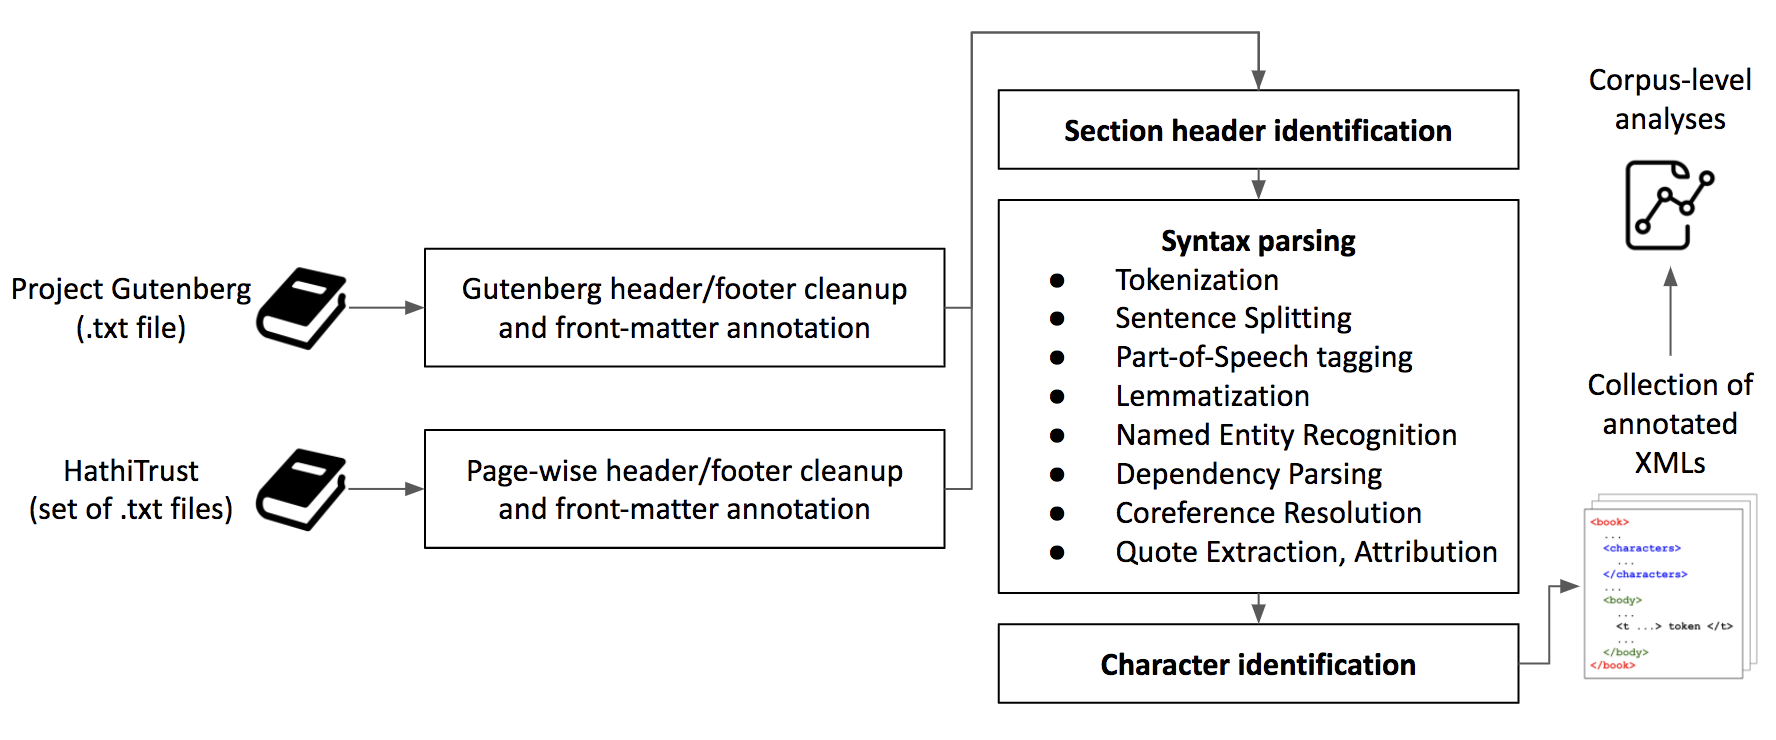 Project Gutenberg
(.txt file)
HathiTrust
(set of .txt files)
Gutenberg header/footer cleanup
and front-matter annotation
Page-wise header/footer cleanup
and front-matter annotation
Section header identification
Syntax parsing
● Tokenization
● Sentence Splitting
● Part-of-Speech tagging
● Lemmatization
● Named Entity Recognition
● Dependency Parsing
● Coreference Resolution
● Quote Extraction, Attribution
Character identification
Corpus-level
analyses
Collection of
annotated
XMLs
<book>
...
<characters>
...
</characters>
...
<body>
...
<t ...> token </t>
...
</body>
</book>